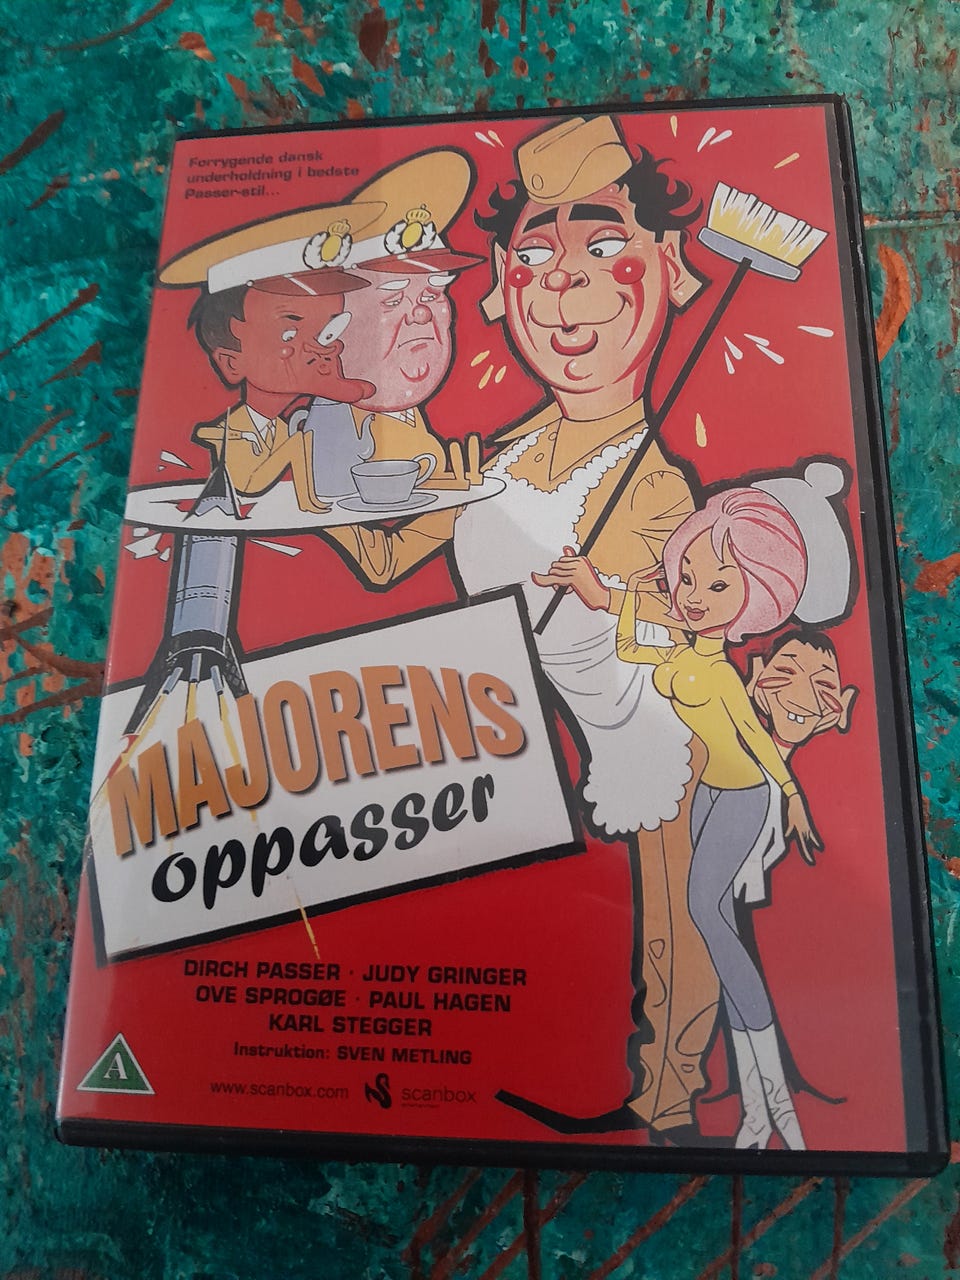 Forrygende dansk
underholdning i bedste
Passer-stil...
MAJORENS
oppasser
DIRCH PASSER · JUDY GRINGER
OVE SPROGØE · PAUL HAGEN
KARL STEGGER
Instruktion: SVEN METLING
A
www.scanbox.com scanbox
entertainment